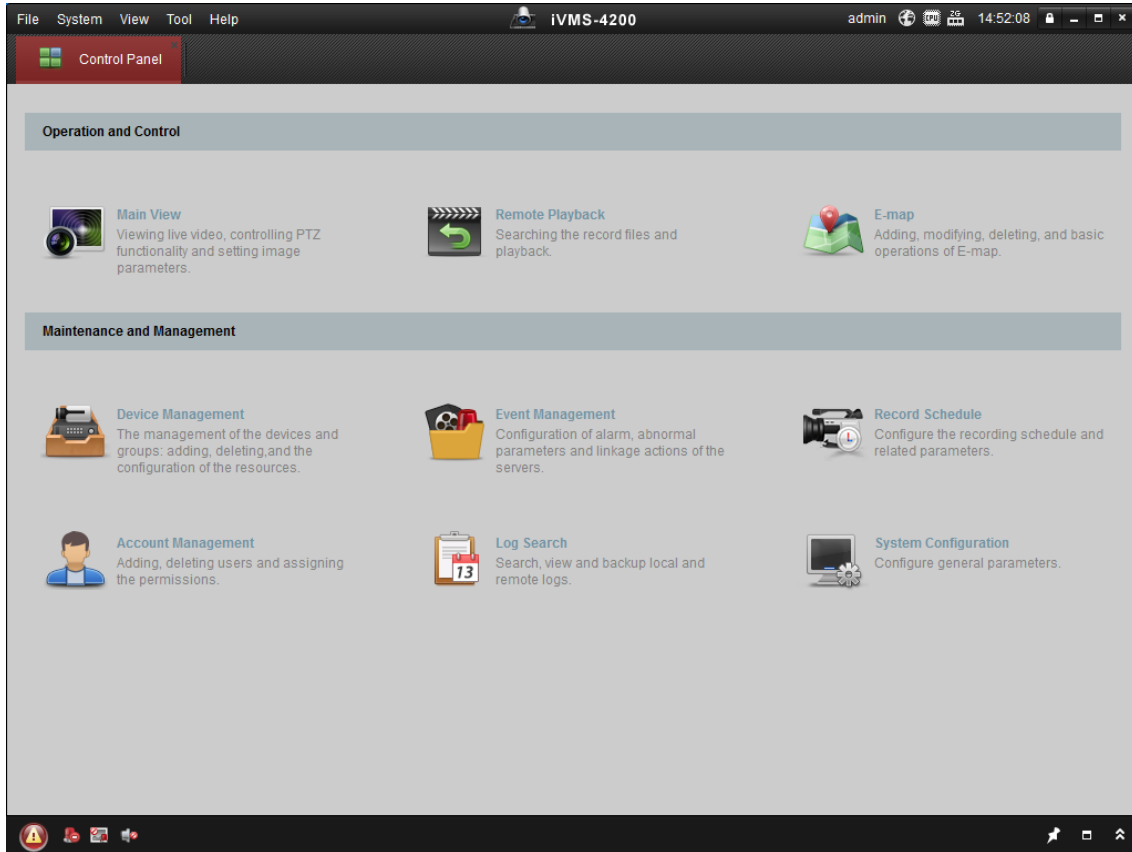 File System View Tool Help iVMS-4200 admin CPU 2G 14:52:08
Control Panel
Operation and Control
Main View
Viewing live video, controlling PTZ
functionality and setting image
parameters.
Remote Playback
Searching the record files and
playback.
E-map
Adding, modifying, deleting, and basic
operations of E-map.
Maintenance and Management
Device Management
The management of the devices and
groups: adding, deleting,and the
configuration of the resources.
Event Management
Configuration of alarm, abnormal
parameters and linkage actions of the
servers.
Record Schedule
Configure the recording schedule and
related parameters.
Account Management
Adding, deleting users and assigning
the permissions.
13
Log Search
Search, view and backup local and
remote logs.
System Configuration
Configure general parameters.